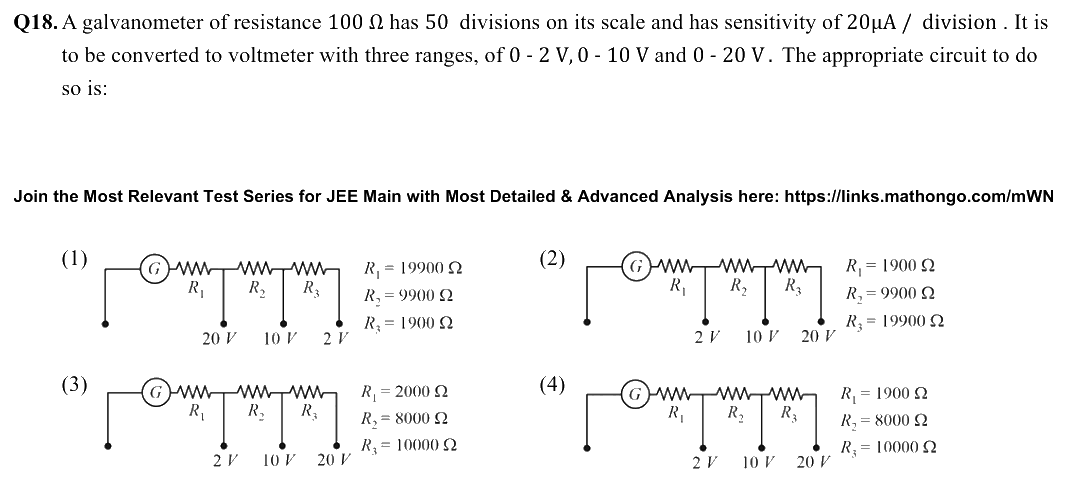 Q18. A galvanometer of resistance 100 Ω has 50 divisions on its scale and has sensitivity of 20μA / division . It is
to be converted to voltmeter with three ranges, of 0 - 2 V, 0 - 10 V and 0 - 20 V. The appropriate circuit to do
so is:
Join the Most Relevant Test Series for JEE Main with Most Detailed & Advanced Analysis here: https://links.mathongo.com/mWN
(1)
G
R₁ R₂ R₃
20 V 10 V 2 V
R₁ = 19900 Ω
R₂ = 9900 Ω
R₃ = 1900 Ω
(2)
G
R₁ R₂ R₃
2 V 10 V 20 V
R₁ = 1900 Ω
R₂ = 9900 Ω
R₃ = 19900 Ω
(3)
G
R₁ R₂ R₃
2 V 10 V 20 V
R₁ = 2000 Ω
R₂ = 8000 Ω
R₃ = 10000 Ω
(4)
G
R₁ R₂ R₃
2 V 10 V 20 V
R₁ = 1900 Ω
R₂ = 8000 Ω
R₃ = 10000 Ω